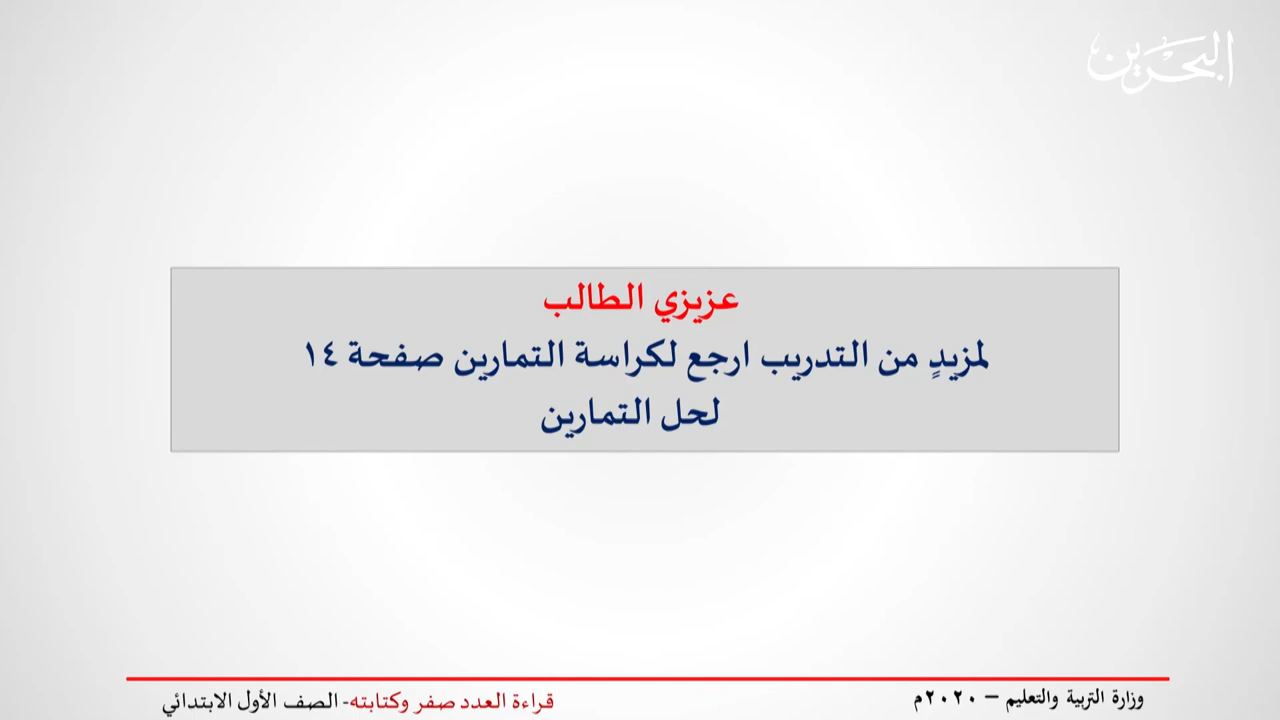 البحرين
عزيزي الطالب
لمزيدٍ من التدريب ارجع لكراسة التمارين صفحة ١٤
لحل التمارين
وزارة التربية والتعليم – ٢٠٢٠م
قراءة العدد صفر وكتابته- الصف الأول الابتدائي